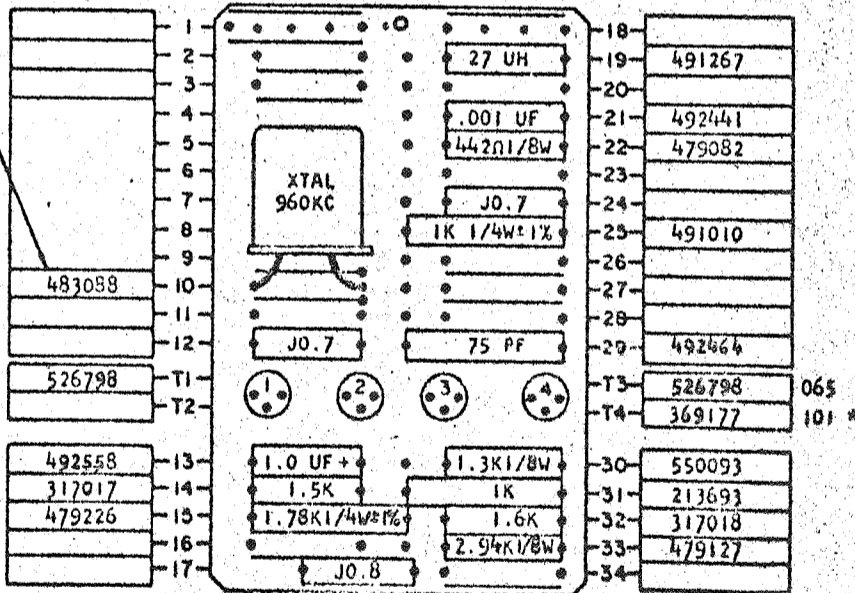 1 18
2 27 UH 19 491267
3 20
4 .001 UF 21 492441
5 442Ω1/8W 22 479082
6 XTAL 23
7 960KC J0.7 24
8 1K 1/4W±1% 25 491010
9 26
483088 10 27
11 28
12 J0.7 75 PF 29 492464
526798 T1 1 2 3 4 T3 526798 065
T2 T4 369177 101 *
492558 13 1.0 UF + 1.3K1/8W 30 550093
317017 14 1.5K 1K 31 213693
479226 15 1.78K1/4W±1% 1.6K 32 317018
16 2.94K1/8W 33 479127
17 J0.8 34